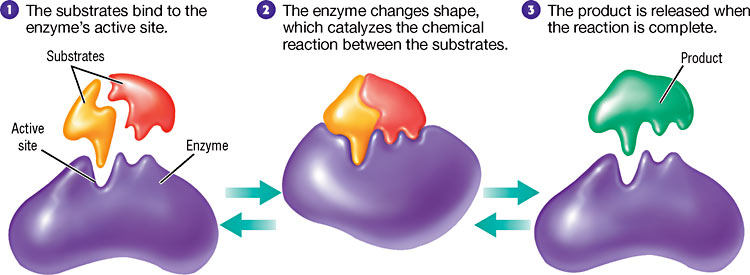 1 The substrates bind to the
enzyme's active site.
Substrates
Active
site
Enzyme
2 The enzyme changes shape,
which catalyzes the chemical
reaction between the substrates.
3 The product is released when
the reaction is complete.
Product